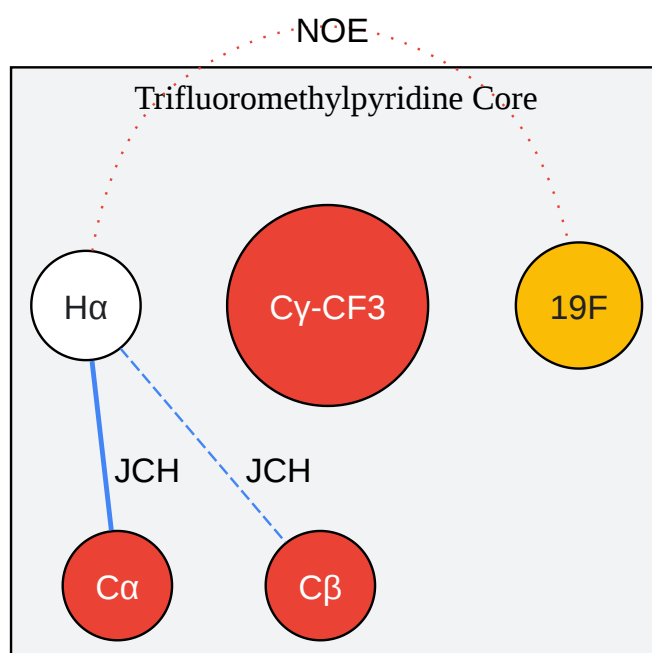 NOE
Trifluoromethylpyridine Core
Hα
Cγ-CF3
19F
JCH
JCH
Cα
Cβ